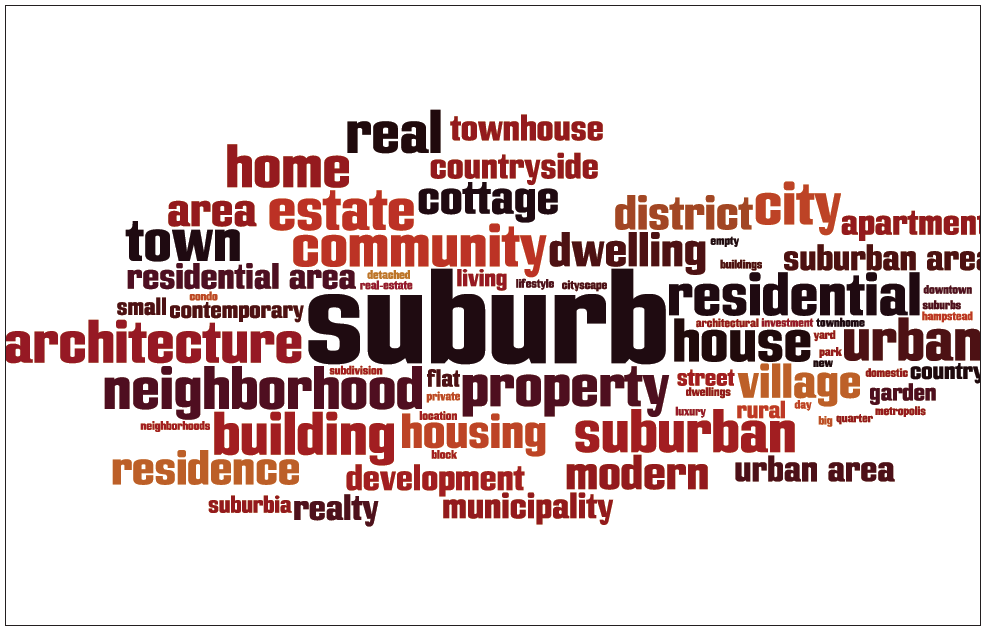 real
townhouse
home
countryside
cottage
area
estate
district
city
apartment
town
community
dwelling
empty
suburban area
buildings
residential area
detached
real-estate
living
lifestyle
cityscape
residential
downtown
condo
small
contemporary
suburb
suburbs
hampstead
architectural
investment
townhome
architecture
house
yard
urban
park
new
subdivision
neighborhood
flat
private
property
street
dwellings
village
domestic
country
garden
location
luxury
rural
day
big
quarter
metropolis
neighborhoods
building
housing
block
suburban
residence
development
modern
urban area
suburbia
realty
municipality